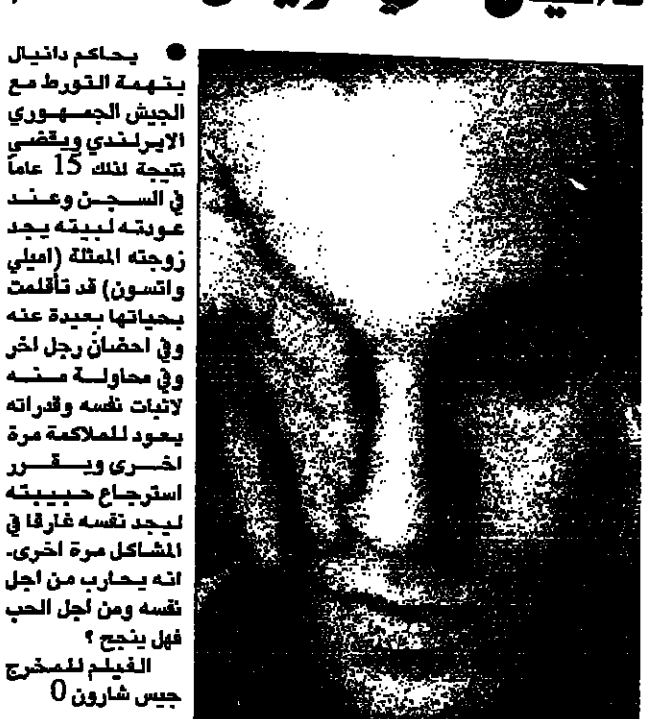 ● يحاكم دانيال
بتهمة التورط مع
الجيش الجمهوري
الايرلندي ويقضي
نتيجة لذلك 15 عاماً
في السجن وعند
عودته لبيته يجد
زوجته الممثلة (اميلي
واتسون) قد تأقلمت
بحياتها بعيدة عنه
وفي احضان رجل اخر
وفي محاولة منه
لاثبات نفسه وقدراته
يعود للملاكمة مرة
اخرى ويقرر
استرجاع حبيبته
ليجد نفسه غارقا في
المشاكل مرة اخرى.
انه يحارب من اجل
نفسه ومن اجل الحب
فهل ينجح ؟
الفيلم للمخرج
جيس شارون 0